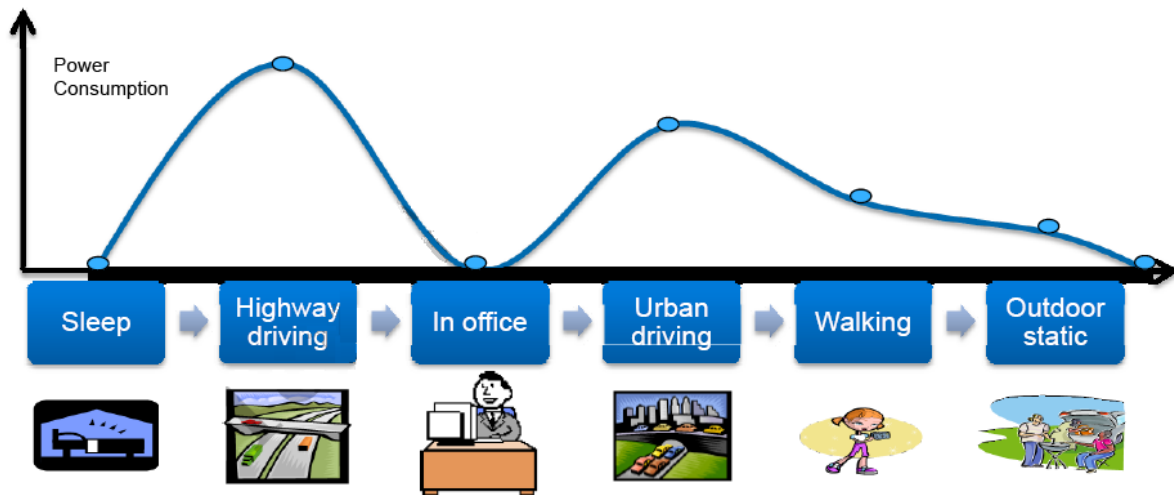 Power
Consumption
Sleep
Highway
driving
In office
Urban
driving
Walking
Outdoor
static